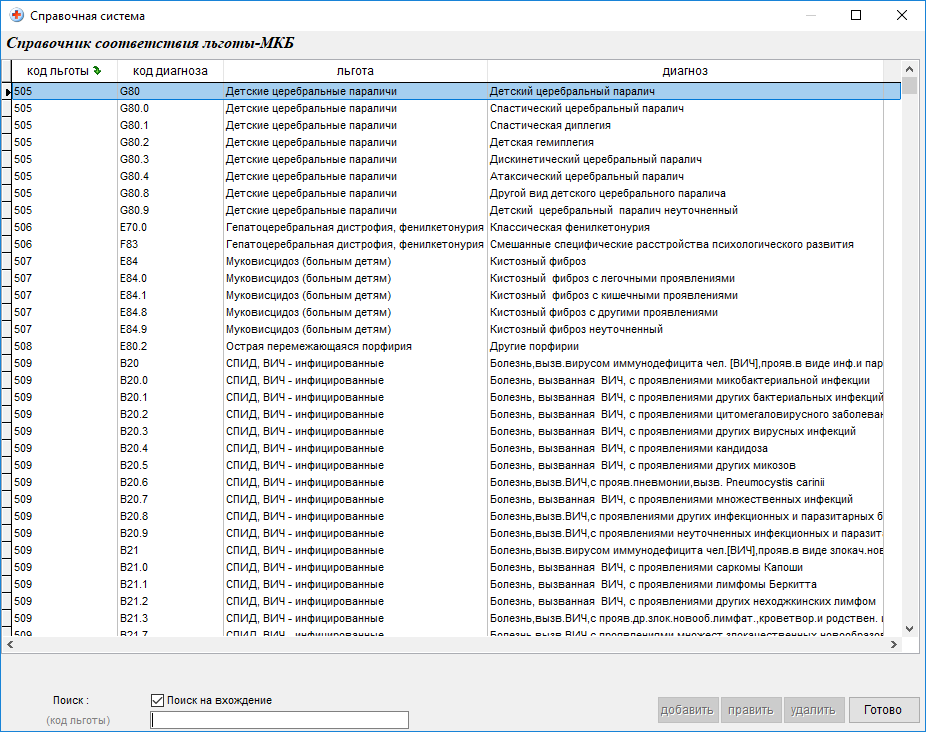 Справочная система
Справочник соответствия льготы-МКБ
код льготы код диагноза льгота диагноз
505 G80 Детские церебральные параличи Детский церебральный паралич
505 G80.0 Детские церебральные параличи Спастический церебральный паралич
505 G80.1 Детские церебральные параличи Спастическая диплегия
505 G80.2 Детские церебральные параличи Детская гемиплегия
505 G80.3 Детские церебральные параличи Дискинетический церебральный паралич
505 G80.4 Детские церебральные параличи Атаксический церебральный паралич
505 G80.8 Детские церебральные параличи Другой вид детского церебрального паралича
505 G80.9 Детские церебральные параличи Детский церебральный паралич неуточненный
506 E70.0 Гепатоцеребральная дистрофия, фенилкетонурия Классическая фенилкетонурия
506 F83 Гепатоцеребральная дистрофия, фенилкетонурия Смешанные специфические расстройства психологического развития
507 E84 Муковисцидоз (больным детям) Кистозный фиброз
507 E84.0 Муковисцидоз (больным детям) Кистозный фиброз с легочными проявлениями
507 E84.1 Муковисцидоз (больным детям) Кистозный фиброз с кишечными проявлениями
507 E84.8 Муковисцидоз (больным детям) Кистозный фиброз с другими проявлениями
507 E84.9 Муковисцидоз (больным детям) Кистозный фиброз неуточненный
508 E80.2 Острая перемежающаяся порфирия Другие порфирии
509 B20 СПИД, ВИЧ - инфицированные Болезнь,вызв.вирусом иммунодефицита чел. [ВИЧ],прояв.в виде инф.и пар
509 B20.0 СПИД, ВИЧ - инфицированные Болезнь, вызванная ВИЧ, с проявлениями микобактериальной инфекции
509 B20.1 СПИД, ВИЧ - инфицированные Болезнь, вызванная ВИЧ, с проявлениями других бактериальных инфекций
509 B20.2 СПИД, ВИЧ - инфицированные Болезнь, вызванная ВИЧ, с проявлениями цитомегаловирусного заболеван
509 B20.3 СПИД, ВИЧ - инфицированные Болезнь, вызванная ВИЧ, с проявлениями других вирусных инфекций
509 B20.4 СПИД, ВИЧ - инфицированные Болезнь, вызванная ВИЧ, с проявлениями кандидоза
509 B20.5 СПИД, ВИЧ - инфицированные Болезнь, вызванная ВИЧ, с проявлениями других микозов
509 B20.6 СПИД, ВИЧ - инфицированные Болезнь,вызв.ВИЧ,с прояв.пневмонии,вызв. Pneumocystis carinii
509 B20.7 СПИД, ВИЧ - инфицированные Болезнь, вызванная ВИЧ, с проявлениями множественных инфекций
509 B20.8 СПИД, ВИЧ - инфицированные Болезнь,вызв.ВИЧ,с проявлениями других инфекционных и паразитарных б
509 B20.9 СПИД, ВИЧ - инфицированные Болезнь,вызв.ВИЧ,с проявлениями неуточненных инфекционных и паразит
509 B21 СПИД, ВИЧ - инфицированные Болезнь,вызв.вирусом иммунодефицита чел.[ВИЧ],прояв.в виде злокач.нов
509 B21.0 СПИД, ВИЧ - инфицированные Болезнь, вызванная ВИЧ, с проявлениями саркомы Капоши
509 B21.1 СПИД, ВИЧ - инфицированные Болезнь, вызванная ВИЧ, с проявлениями лимфомы Беркитта
509 B21.2 СПИД, ВИЧ - инфицированные Болезнь, вызванная ВИЧ, с проявлениями других неходжкинских лимфом
509 B21.3 СПИД, ВИЧ - инфицированные Болезнь,вызв.ВИЧ,с прояв.др.злок.новооб.лимфат.,кроветвор.и родствен.
509 B21.7 СПИД, ВИЧ - инфицированные Болезнь,вызв.ВИЧ,с проявлениями множест.злокачественных новообразов
Поиск : Поиск на вхождение
(код льготы)
добавить править удалить Готово